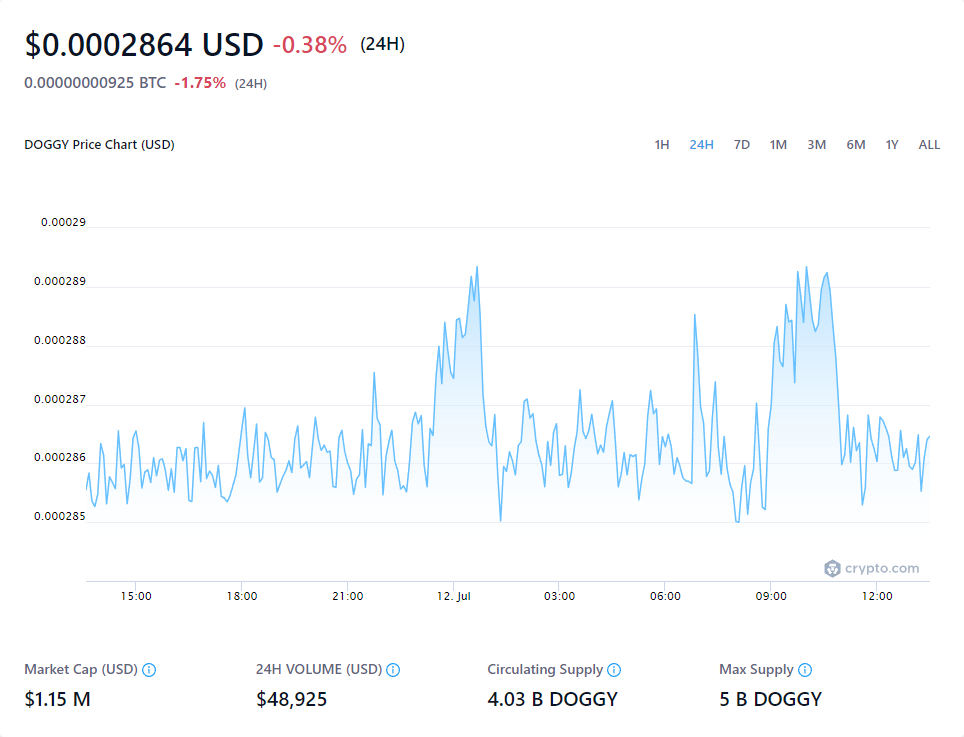 $0.0002864 USD -0.38% (24H)
0.00000000925 BTC -1.75% (24H)
DOGGY Price Chart (USD) 1H 24H 7D 1M 3M 6M 1Y ALL
0.00029
0.000289
0.000288
0.000287
0.000286
0.000285
crypto.com
15:00 18:00 21:00 12. Jul 03:00 06:00 09:00 12:00
Market Cap (USD) 24H VOLUME (USD) Circulating Supply Max Supply
$1.15 M $48,925 4.03 B DOGGY 5 B DOGGY